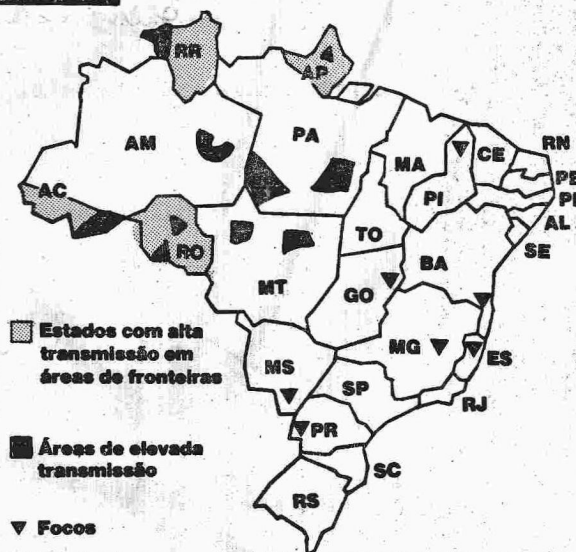 RR
AP
AM
PA
MA
CE
RN
PB
PE
AL
SE
PI
AC
RO
TO
BA
MT
GO
MG
ES
MS
SP
RJ
PR
SC
RS
Estados com alta
transmissão em
áreas de fronteiras
Áreas de elevada
transmissão
Focos